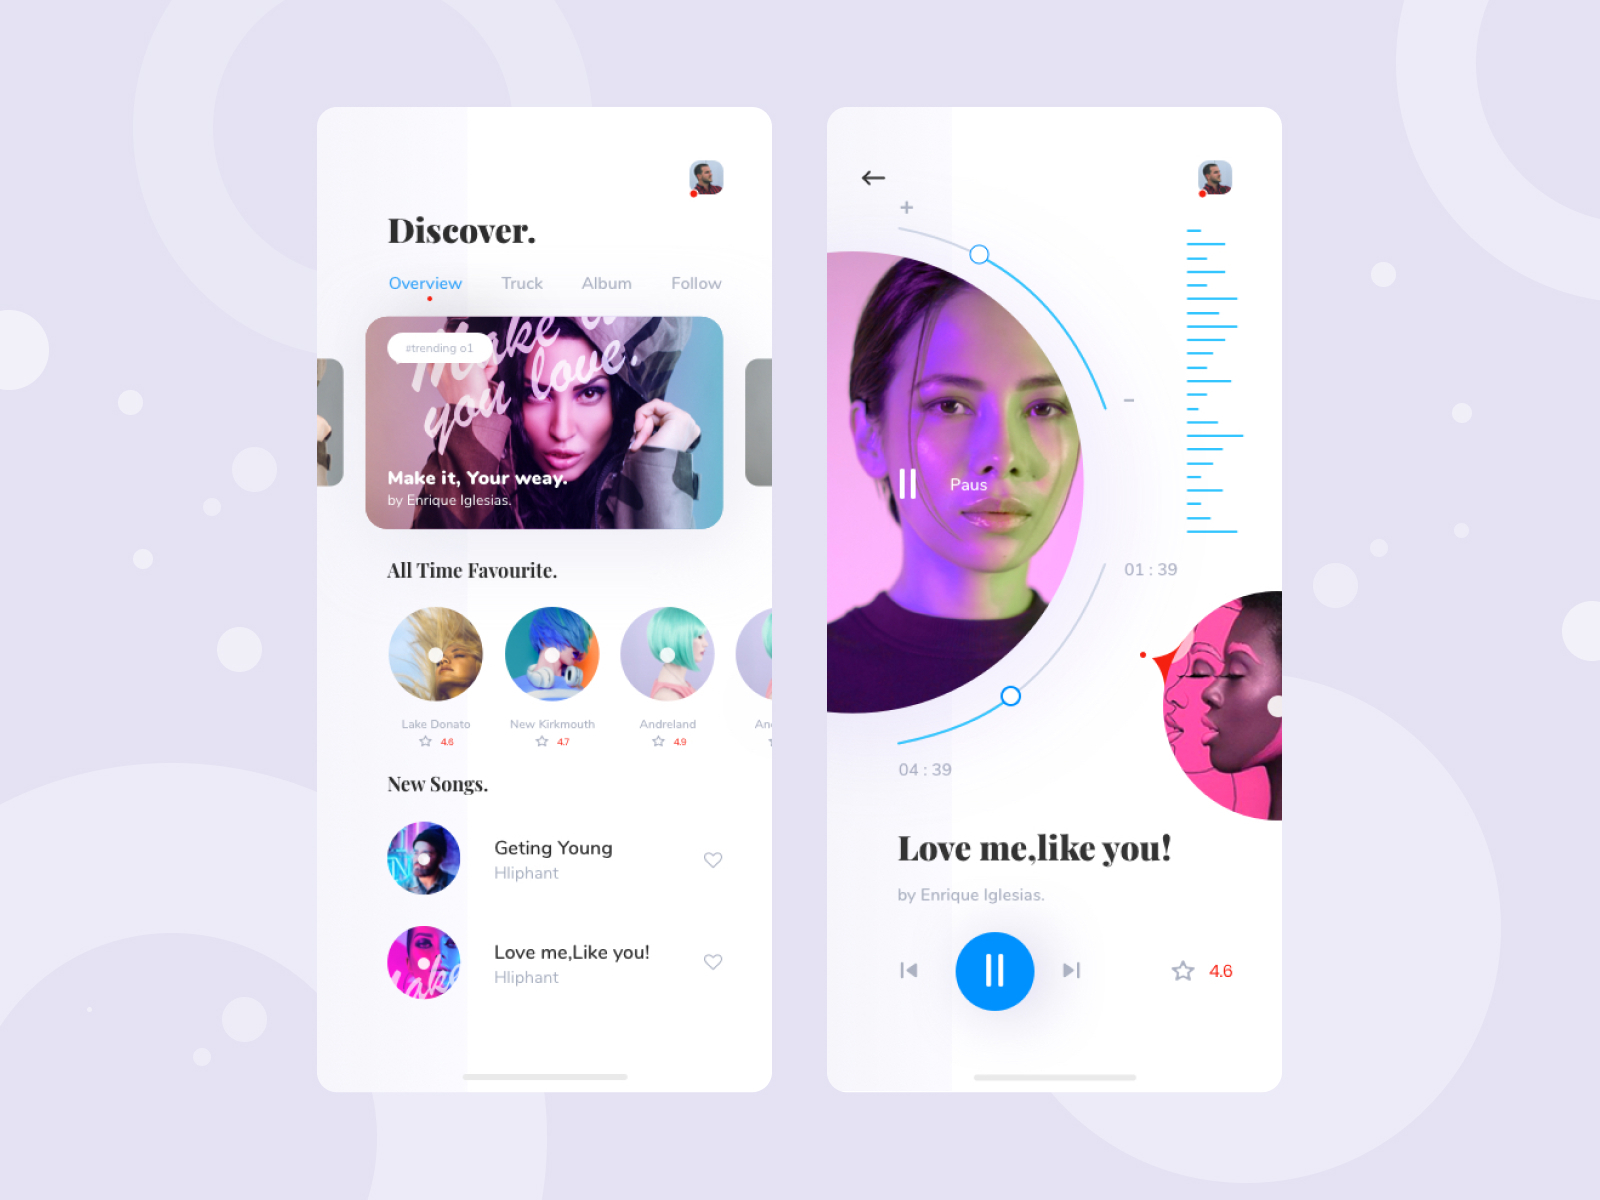 Discover.
Overview Truck Album Follow
#trending o1
Make
you love.
Make it, Your weay.
by Enrique Iglesias.
All Time Favourite.
Lake Donato New Kirkmouth Andreland An
4.6 4.7 4.9
New Songs.
Geting Young
Hliphant
Love me,Like you!
Hliphant
+
-
Paus
01 : 39
04 : 39
Love me,like you!
by Enrique Iglesias.
4.6